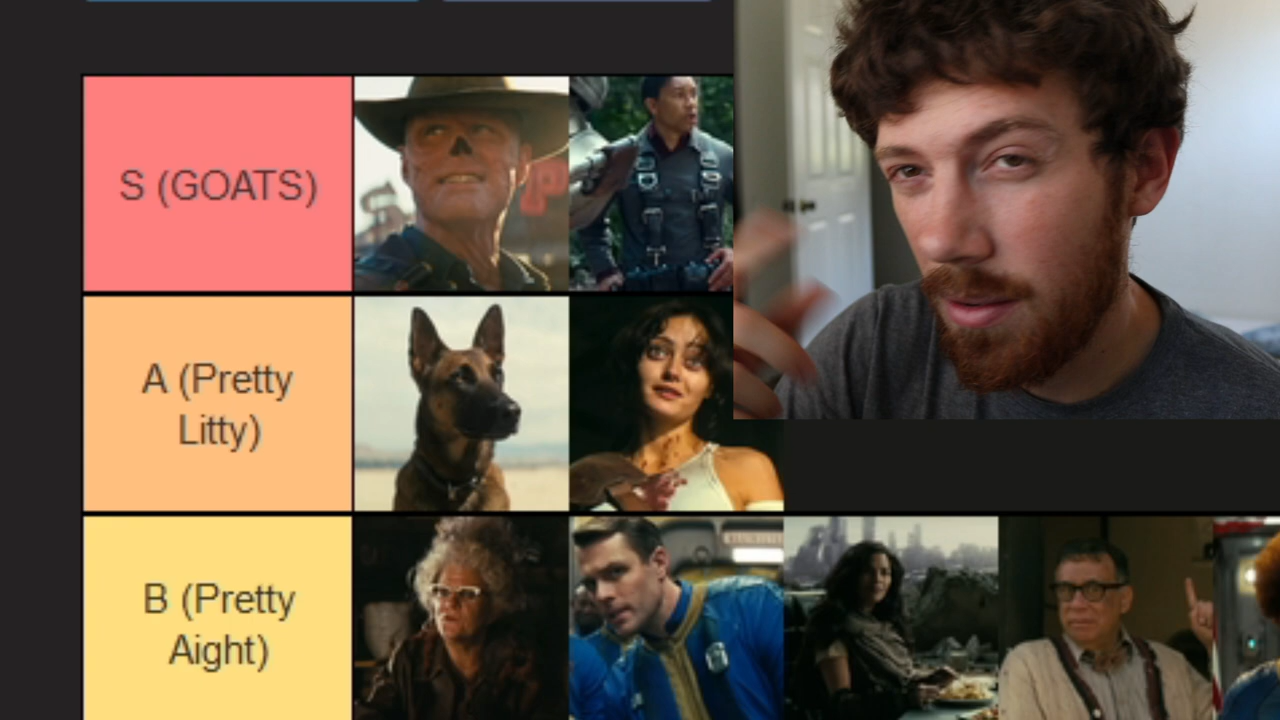 S (GOATS)
A (Pretty
Litty)
B (Pretty
Aight)